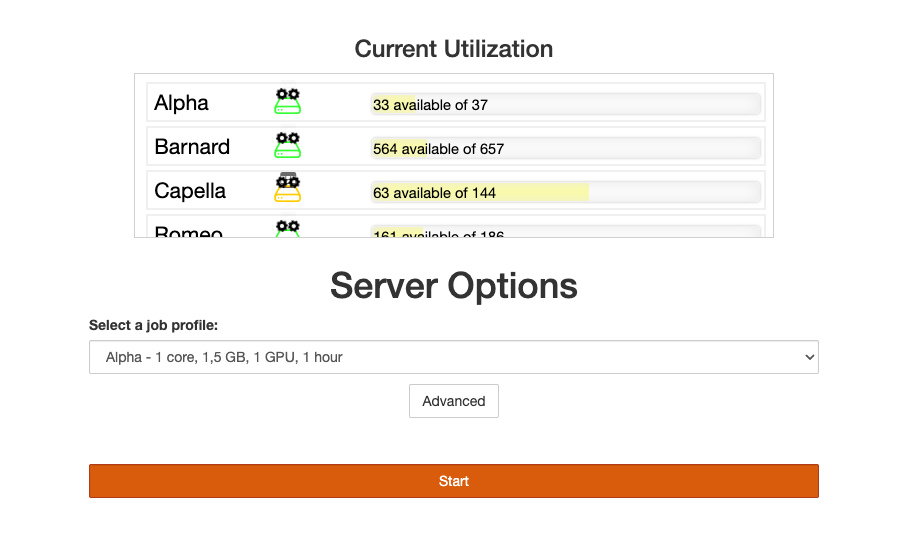 Current Utilization
Alpha 33 available of 37
Barnard 564 available of 657
Capella 63 available of 144
Romeo 161 available of 186
Server Options
Select a job profile:
Alpha - 1 core, 1,5 GB, 1 GPU, 1 hour
Advanced
Start